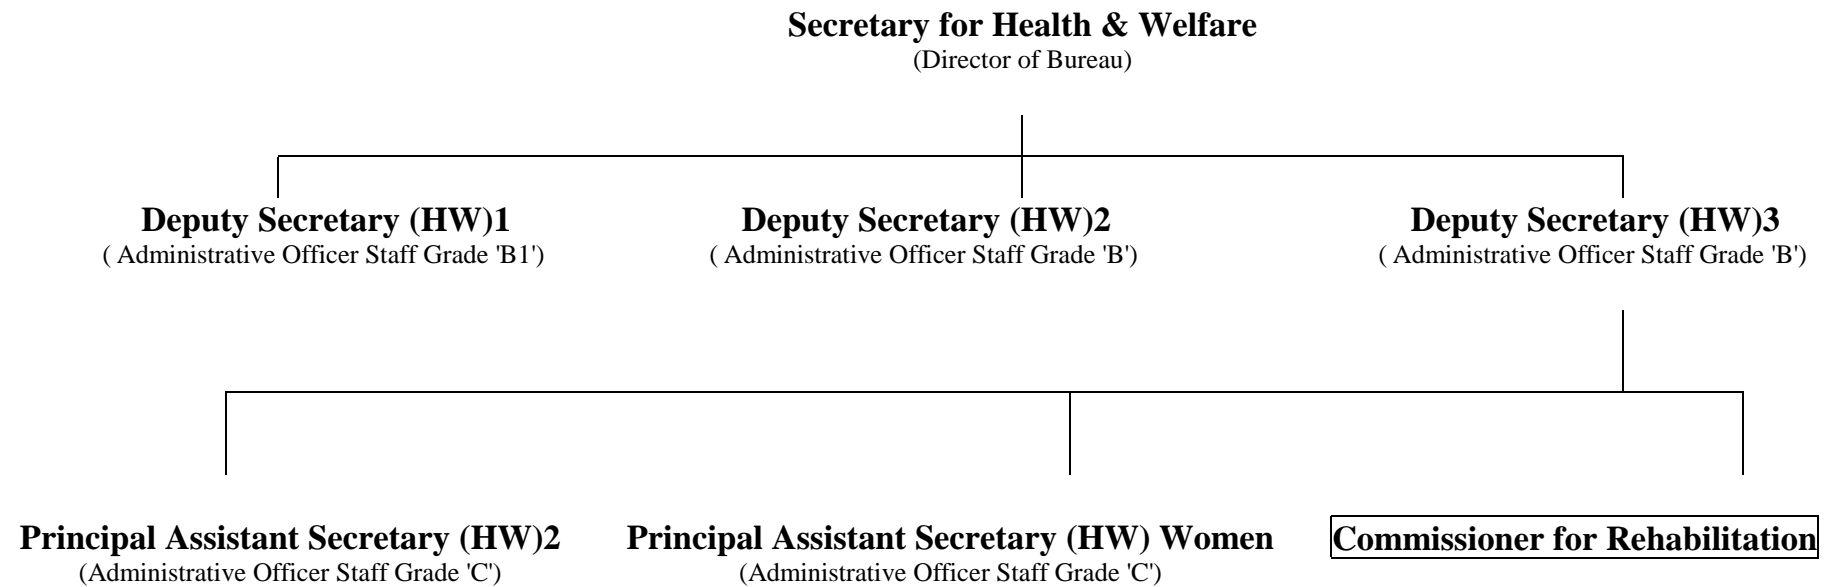 Secretary for Health & Welfare
(Director of Bureau)
Deputy Secretary (HW)1
( Administrative Officer Staff Grade 'B1')
Deputy Secretary (HW)2
( Administrative Officer Staff Grade 'B')
Deputy Secretary (HW)3
( Administrative Officer Staff Grade 'B')
Principal Assistant Secretary (HW)2
(Administrative Officer Staff Grade 'C')
Principal Assistant Secretary (HW) Women
(Administrative Officer Staff Grade 'C')
Commissioner for Rehabilitation